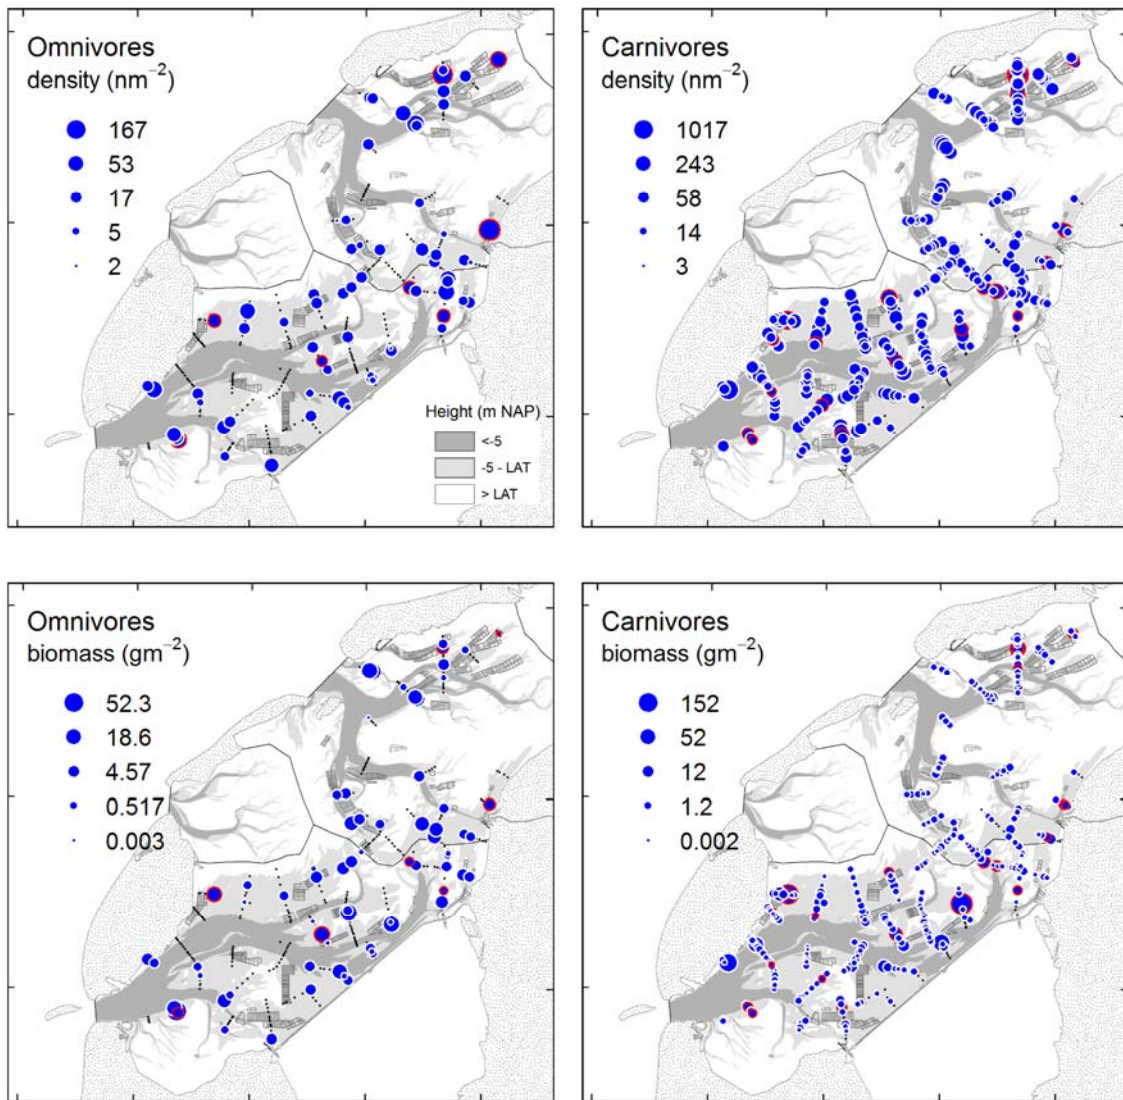 Omnivores
density (nm⁻²)
167
53
17
5
2
Height (m NAP)
<-5
-5 - LAT
> LAT
Carnivores
density (nm⁻²)
1017
243
58
14
3
Omnivores
biomass (gm⁻²)
52.3
18.6
4.57
0.517
0.003
Carnivores
biomass (gm⁻²)
152
52
12
1.2
0.002